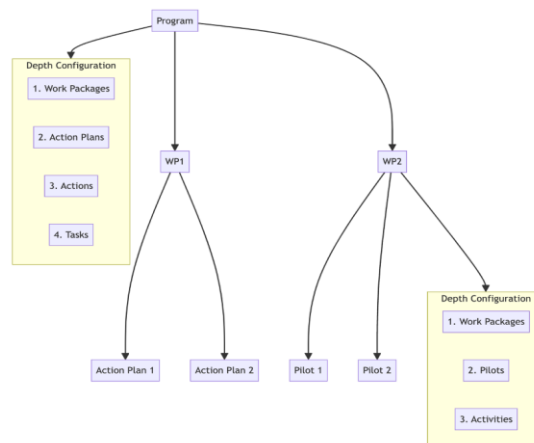 Program
Depth Configuration
1. Work Packages
2. Action Plans
3. Actions
4. Tasks
WP1
WP2
Action Plan 1
Action Plan 2
Pilot 1
Pilot 2
Depth Configuration
1. Work Packages
2. Pilots
3. Activities